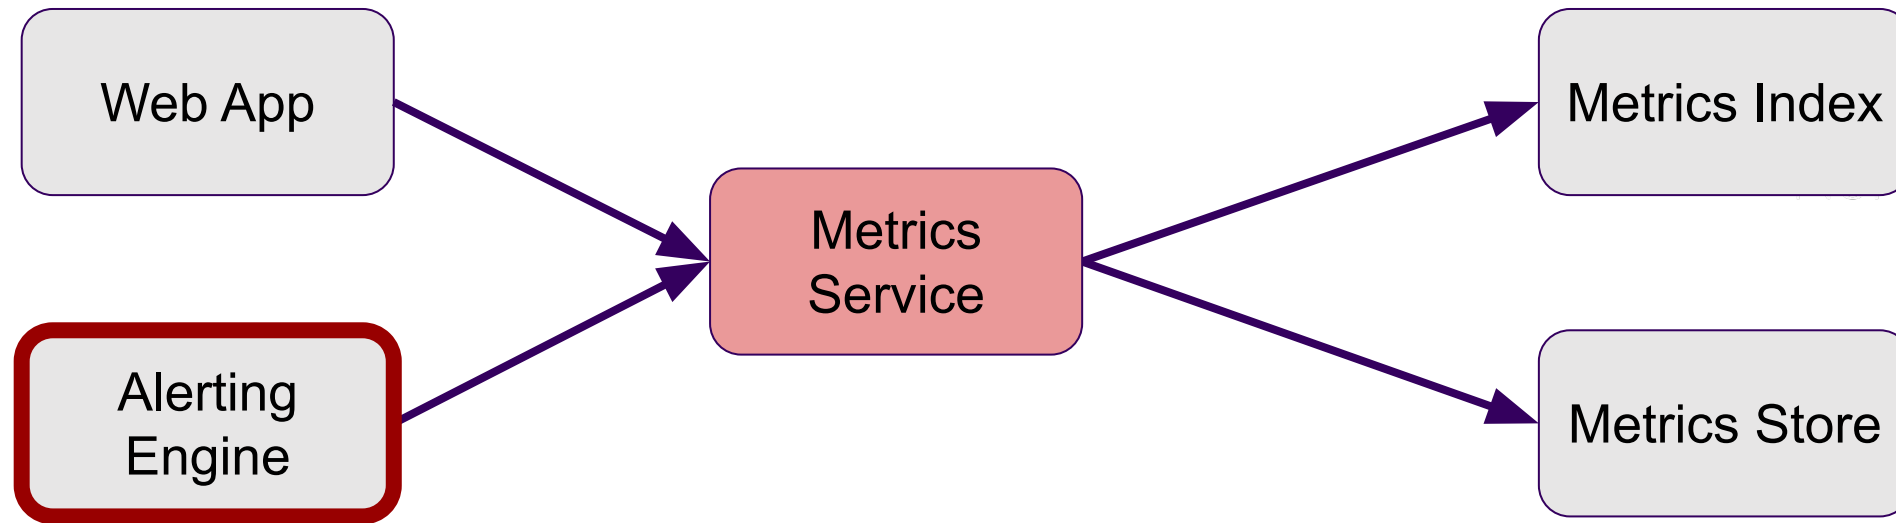 Web App
Metrics Index
Metrics
Service
Alerting
Engine
Metrics Store